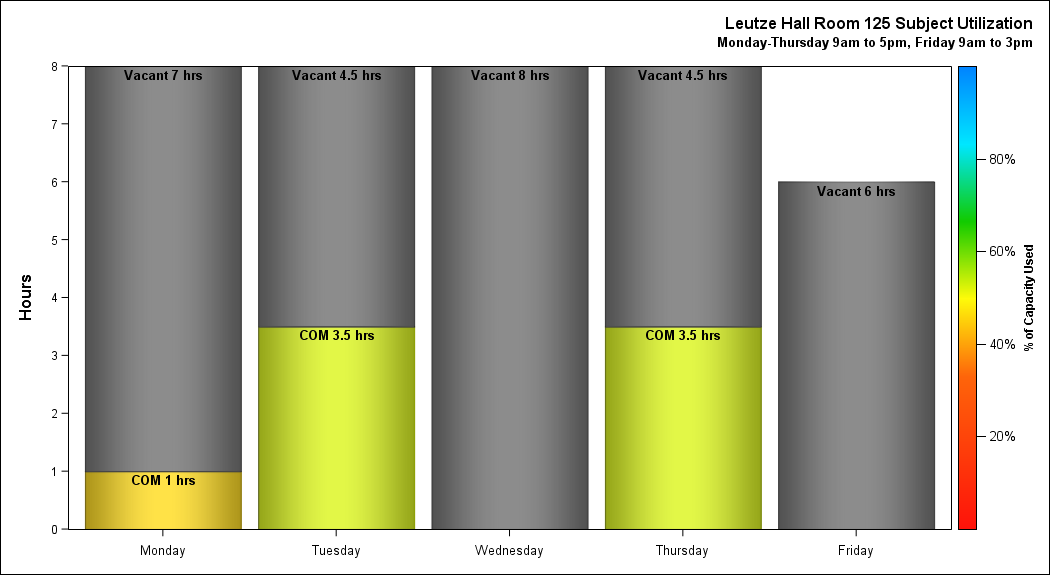 Leutze Hall Room 125 Subject Utilization
Monday-Thursday 9am to 5pm, Friday 9am to 3pm
8
7
6
5
4
3
2
1
0
Hours
Vacant 7 hrs
Vacant 4.5 hrs
Vacant 8 hrs
Vacant 4.5 hrs
Vacant 6 hrs
COM 3.5 hrs
COM 3.5 hrs
COM 1 hrs
Monday
Tuesday
Wednesday
Thursday
Friday
80%
60%
40%
20%
% of Capacity Used